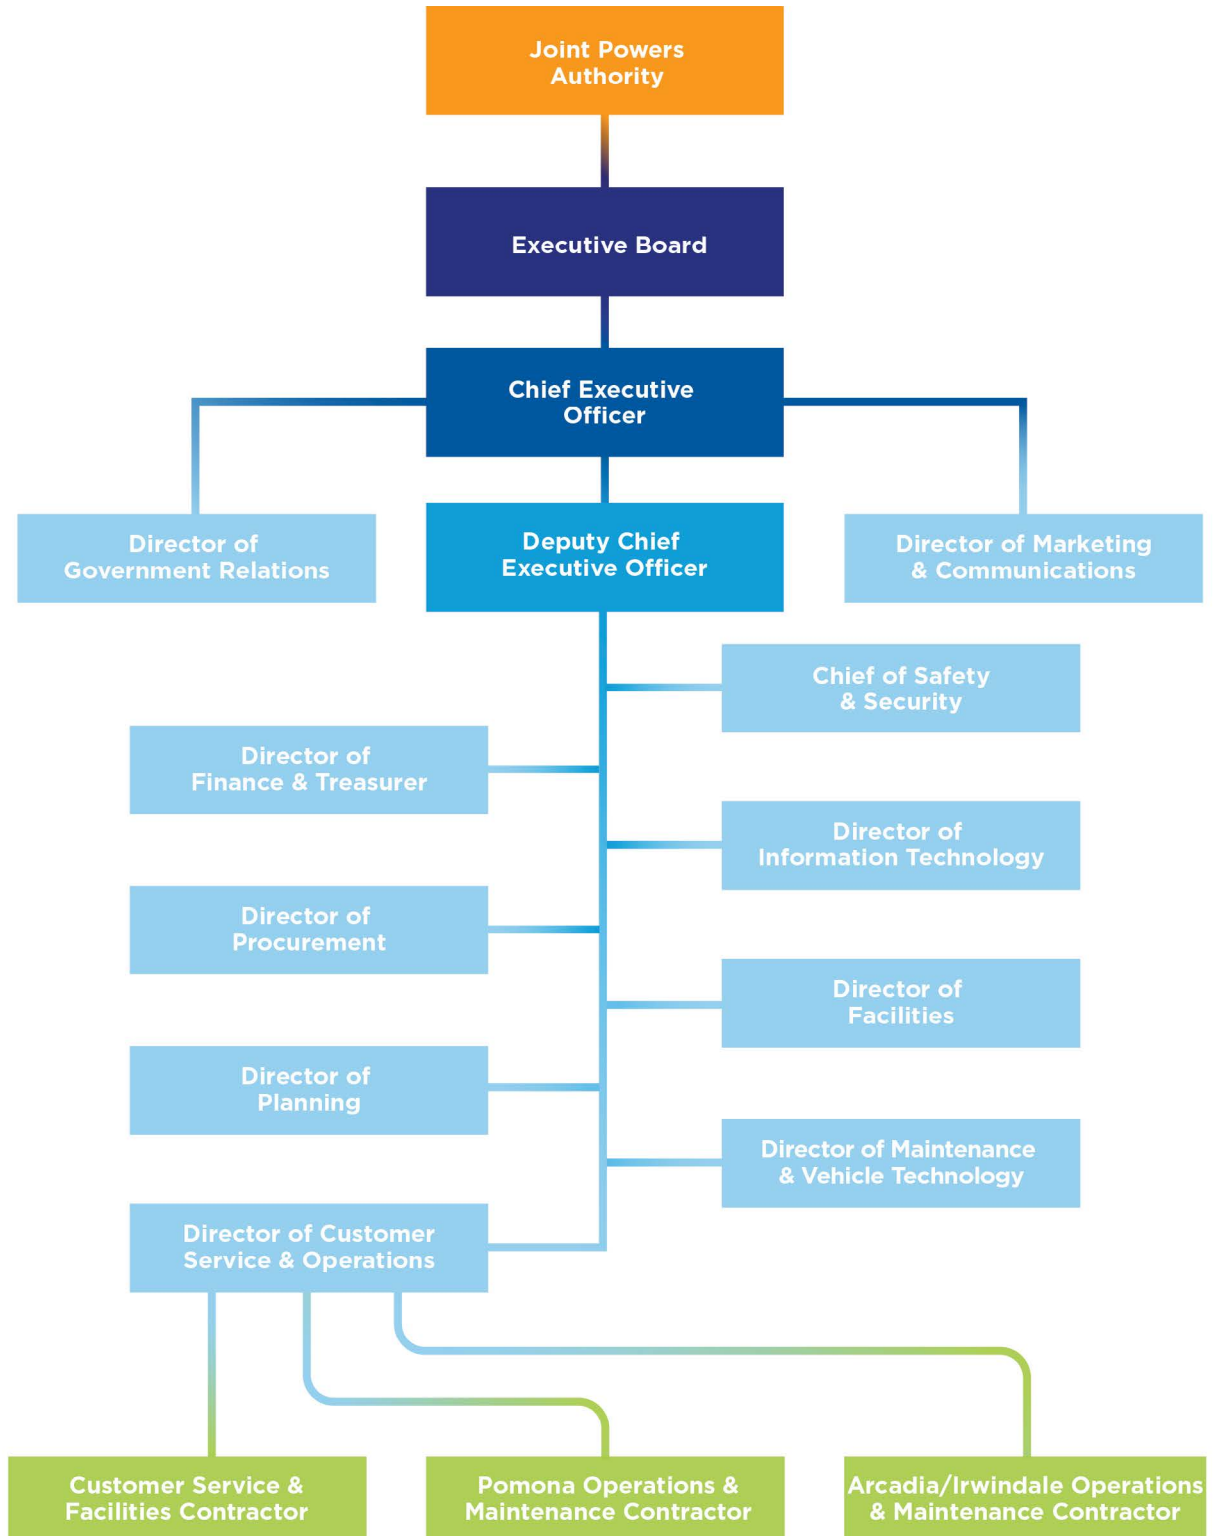 Joint Powers
Authority
Executive Board
Chief Executive
Officer
Director of
Government Relations
Deputy Chief
Executive Officer
Director of Marketing
& Communications
Chief of Safety
& Security
Director of
Finance & Treasurer
Director of
Information Technology
Director of
Procurement
Director of
Facilities
Director of
Planning
Director of Maintenance
& Vehicle Technology
Director of Customer
Service & Operations
Customer Service &
Facilities Contractor
Pomona Operations &
Maintenance Contractor
Arcadia/Irwindale Operations
& Maintenance Contractor